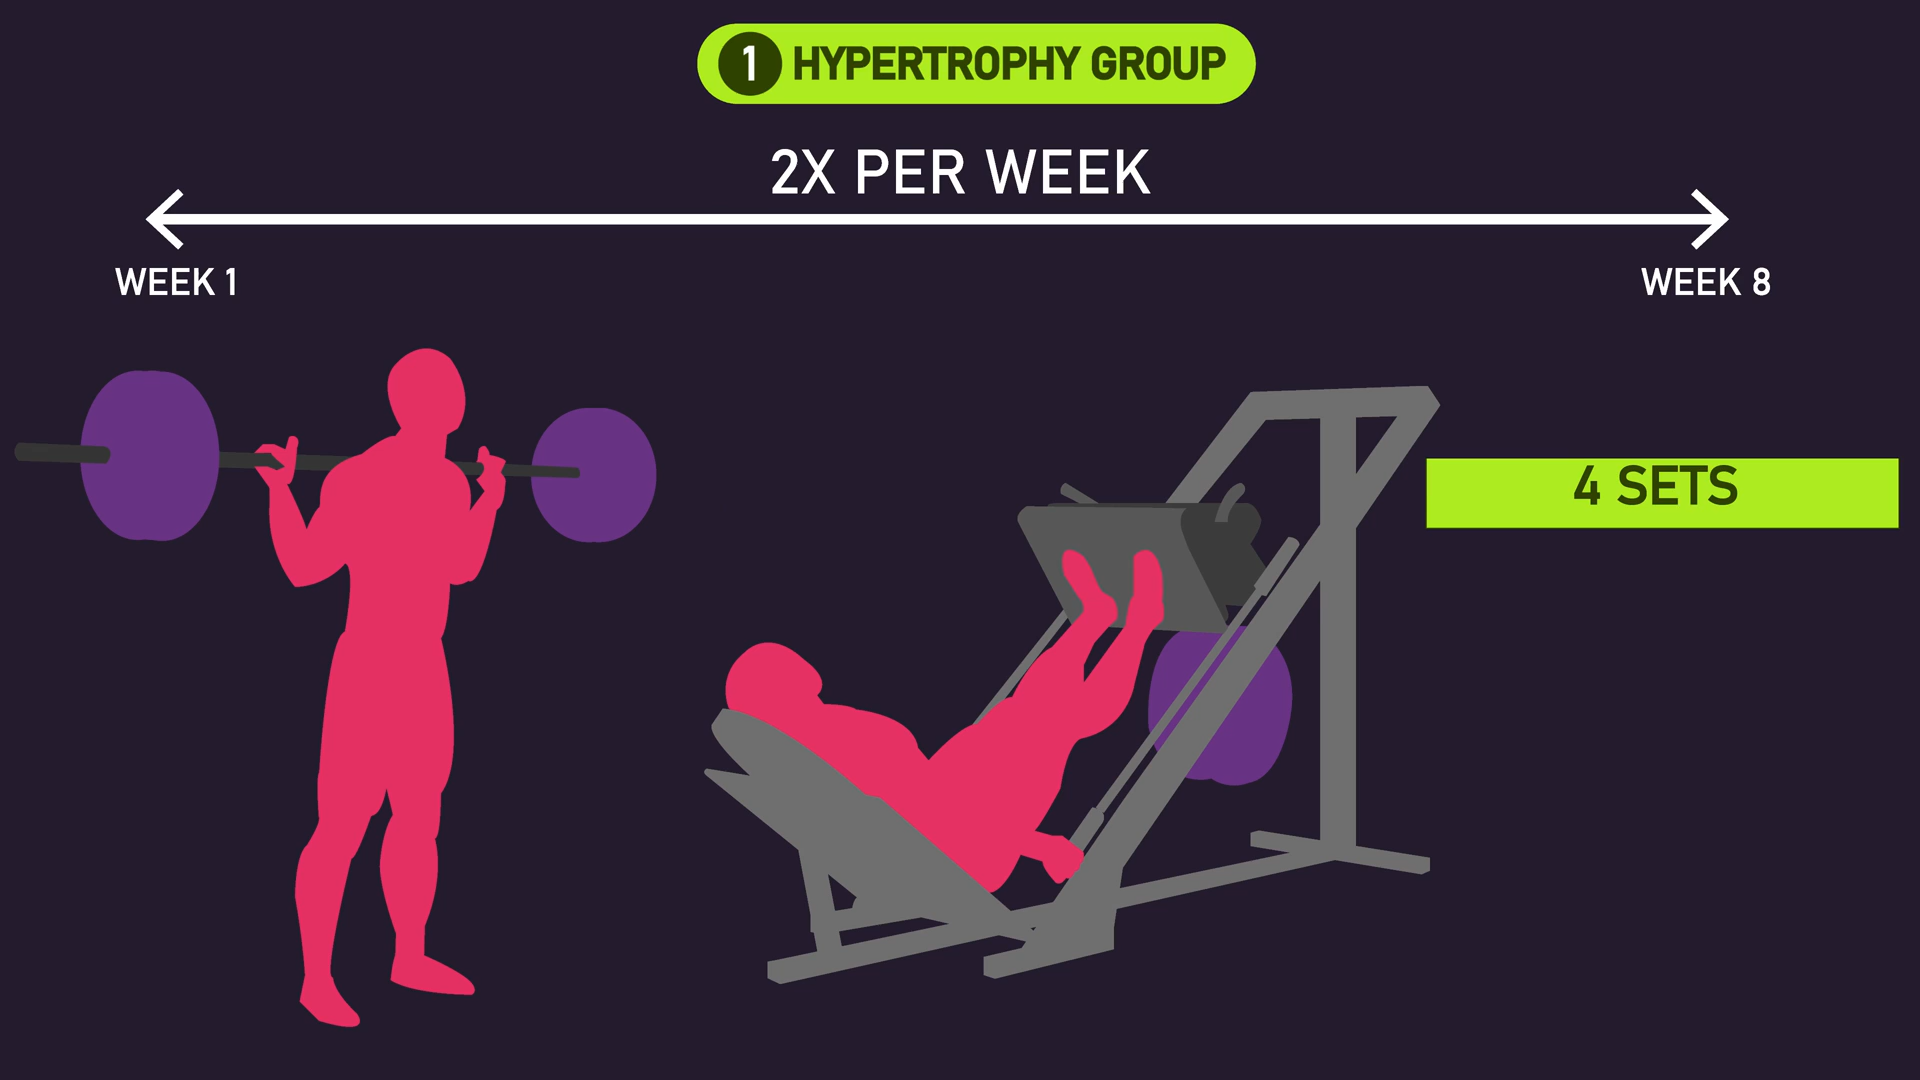 1 HYPERTROPHY GROUP
2X PER WEEK
WEEK 1
WEEK 8
4 SETS